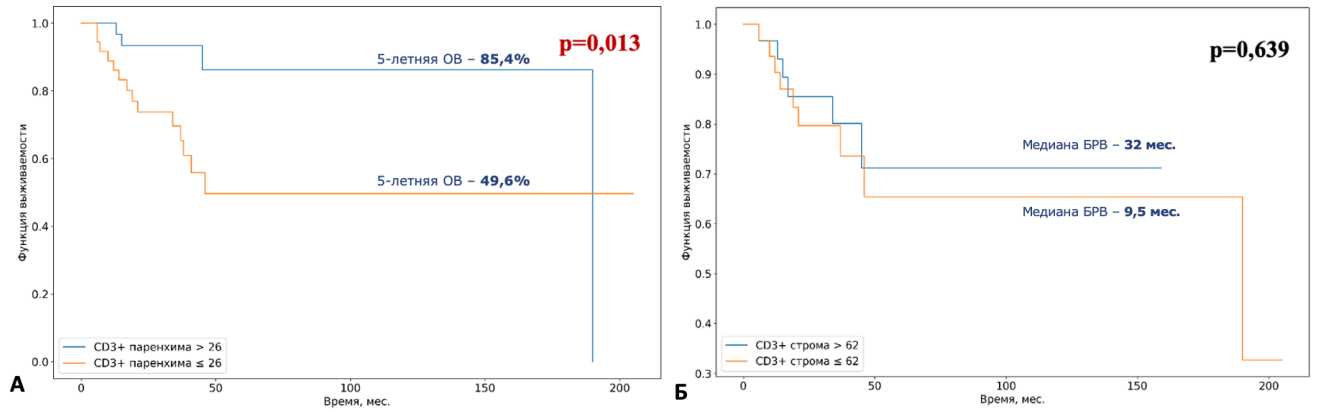 p=0,013
5-летняя ОВ – 85,4%
5-летняя ОВ – 49,6%
Функция выживаемости
1.0
0.8
0.6
0.4
0.2
0.0
CD3+ паренхима > 26
CD3+ паренхима ≤ 26
0
50
100
150
200
Время, мес.
А
p=0,639
Медиана БРВ – 32 мес.
Медиана БРВ – 9,5 мес.
Функция выживаемости
1.0
0.9
0.8
0.7
0.6
0.5
0.4
0.3
CD3+ строма > 62
CD3+ строма ≤ 62
0
50
100
150
200
Время, мес.
Б